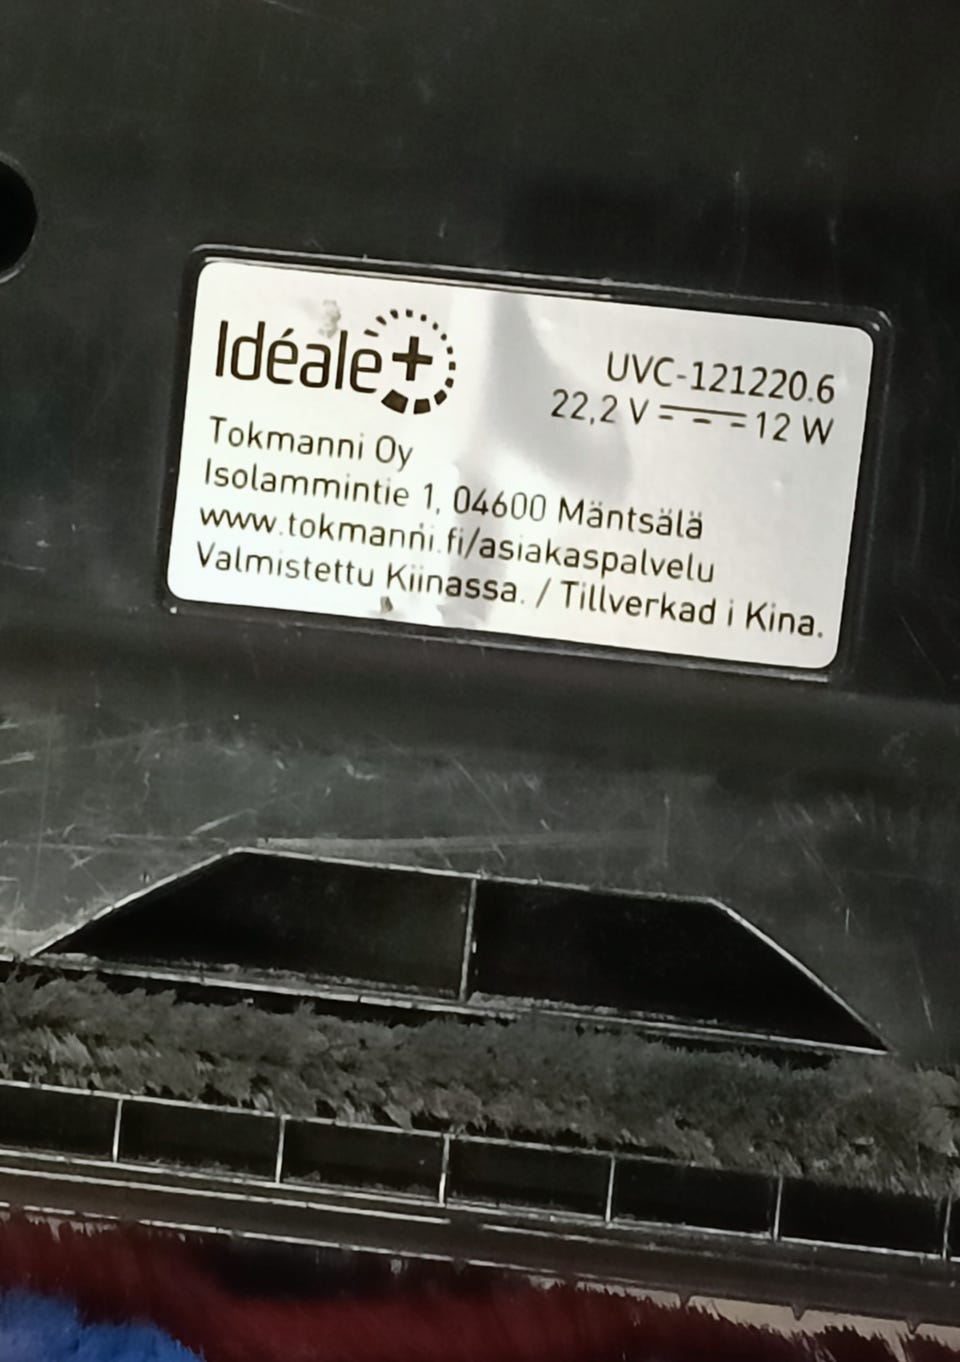 Idéale+
UVC-121220.6
22,2 V ⎓ 12 W
Tokmanni Oy
Isolammintie 1, 04600 Mäntsälä
www.tokmanni.fi/asiakaspalvelu
Valmistettu Kiinassa. / Tillverkad i Kina.